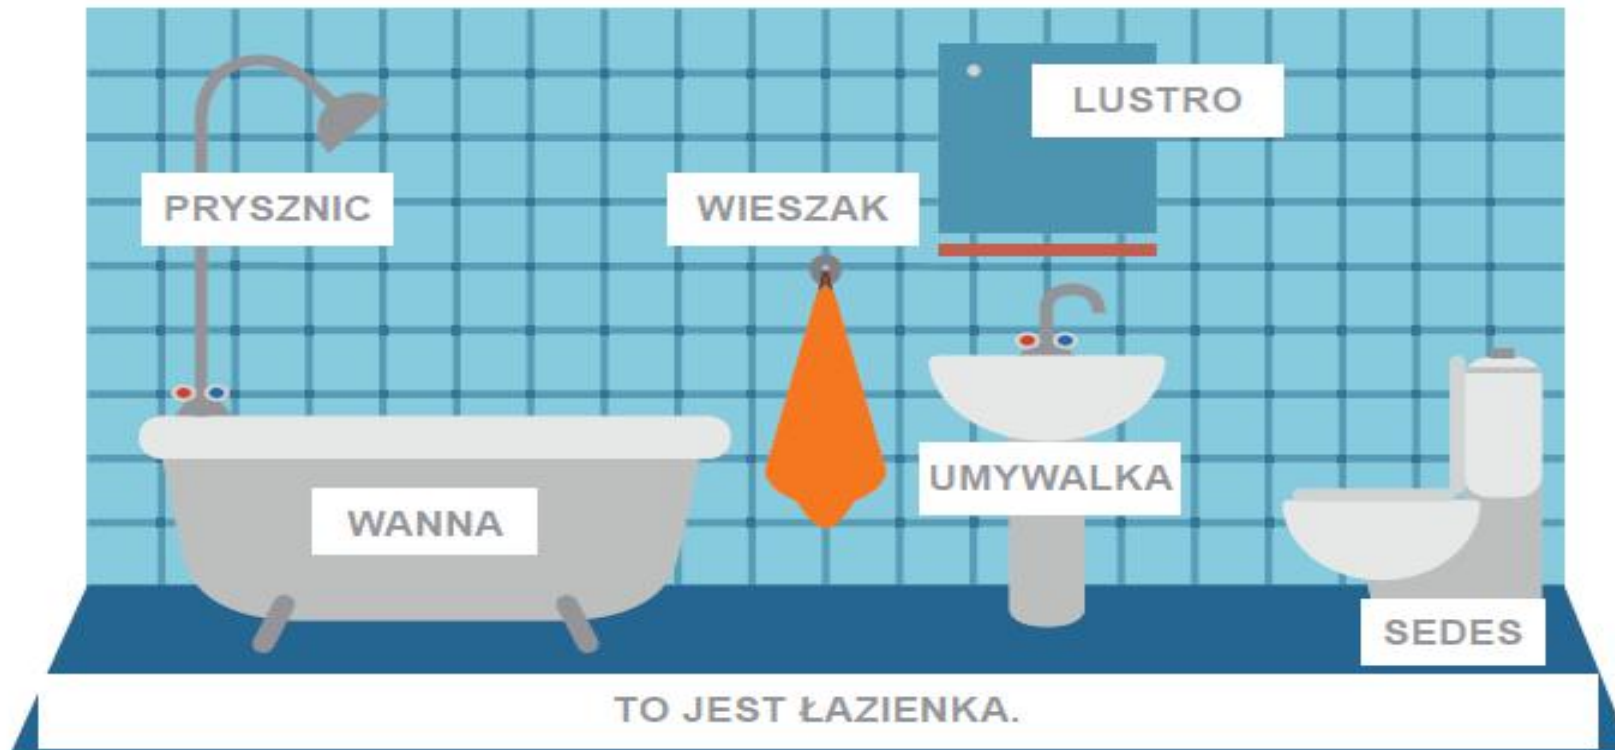 LUSTRO
PRYSZNIC
WIESZAK
UMYWALKA
WANNA
SEDES
TO JEST ŁAZIENKA.